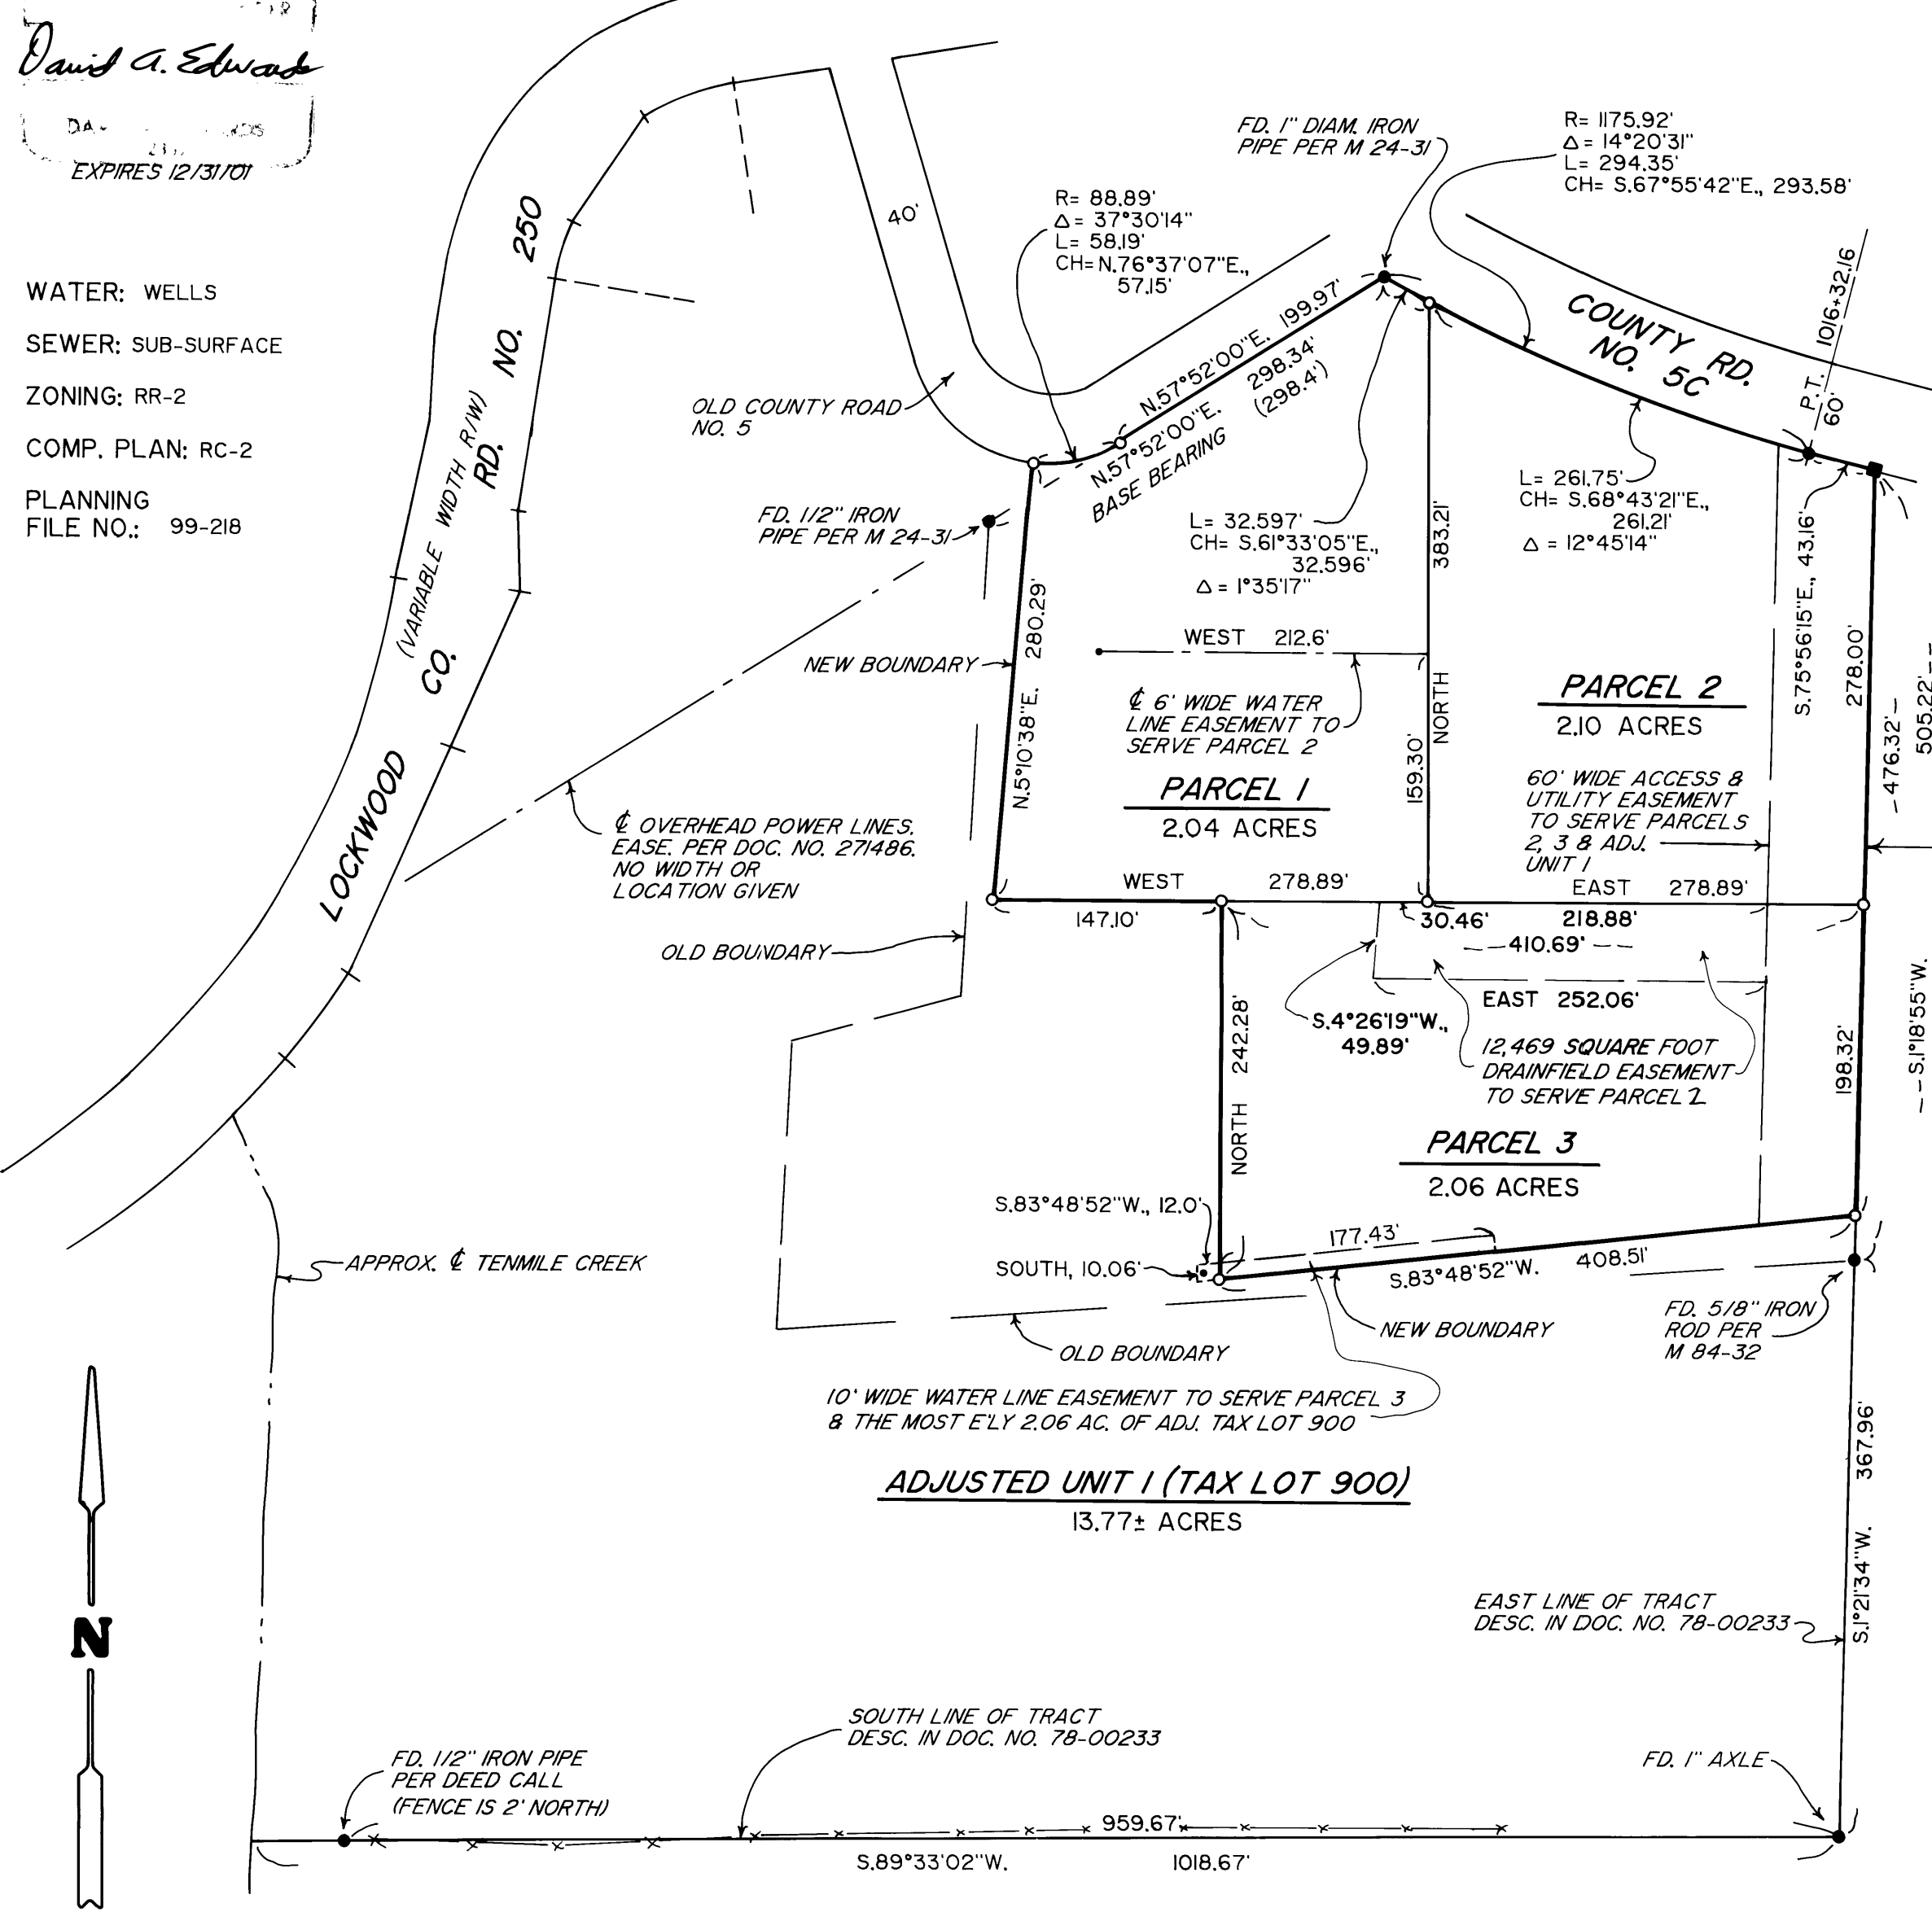 David A. Edwards
EXPIRES 12/31/01
WATER: WELLS
SEWER: SUB-SURFACE
ZONING: RR-2
COMP. PLAN: RC-2
PLANNING
FILE NO.: 99-218
LOCKWOOD CO. RD. NO. 250
(VARIABLE WIDTH R/W)
40'
OLD COUNTY ROAD
NO. 5
R= 88.89'
Δ= 37°30'14"
L= 58.19'
CH= N.76°37'07"E.,
57.15'
FD. 1" DIAM. IRON
PIPE PER M 24-31
R= 1175.92'
Δ= 14°20'31"
L= 294.35'
CH= S.67°55'42"E., 293.58'
COUNTY RD.
NO. 5C
P.T. 1016+32.16
60'
N.57°52'00"E. 199.97'
N.57°52'00"E. 298.34'
(298.4')
BASE BEARING
FD. 1/2" IRON
PIPE PER M 24-31
L= 32.597'
CH= S.61°33'05"E.,
32.596'
Δ = 1°35'17"
L= 261.75'
CH= S.68°43'21"E.,
261.21'
Δ = 12°45'14"
S.75°56'15"E., 43.16'
383.21'
NORTH
159.30'
278.00'
476.32'
505.22'
S.1°18'55"W.
N.5°10'38"E. 280.29'
NEW BOUNDARY
WEST 212.6'
℄ 6' WIDE WATER
LINE EASEMENT TO
SERVE PARCEL 2
PARCEL 1
2.04 ACRES
PARCEL 2
2.10 ACRES
60' WIDE ACCESS &
UTILITY EASEMENT
TO SERVE PARCELS
2, 3 & ADJ.
UNIT 1
℄ OVERHEAD POWER LINES.
EASE. PER DOC. NO. 271486.
NO WIDTH OR
LOCATION GIVEN
WEST 278.89'
EAST 278.89'
147.10'
30.46'
218.88'
410.69'
OLD BOUNDARY
EAST 252.06'
S.4°26'19"W.,
49.89'
12,469 SQUARE FOOT
DRAINFIELD EASEMENT
TO SERVE PARCEL 2
NORTH 242.28'
198.32'
PARCEL 3
2.06 ACRES
S.83°48'52"W., 12.0'
SOUTH, 10.06'
177.43'
S.83°48'52"W. 408.51'
APPROX. ℄ TENMILE CREEK
NEW BOUNDARY
OLD BOUNDARY
FD. 5/8" IRON
ROD PER
M 84-32
10' WIDE WATER LINE EASEMENT TO SERVE PARCEL 3
& THE MOST E'LY 2.06 AC. OF ADJ. TAX LOT 900
ADJUSTED UNIT 1 (TAX LOT 900)
13.77± ACRES
367.96'
S.1°21'34"W.
EAST LINE OF TRACT
DESC. IN DOC. NO. 78-00233
N
SOUTH LINE OF TRACT
DESC. IN DOC. NO. 78-00233
FD. 1/2" IRON PIPE
PER DEED CALL
(FENCE IS 2' NORTH)
FD. 1" AXLE
959.67'
S.89°33'02"W. 1018.67'